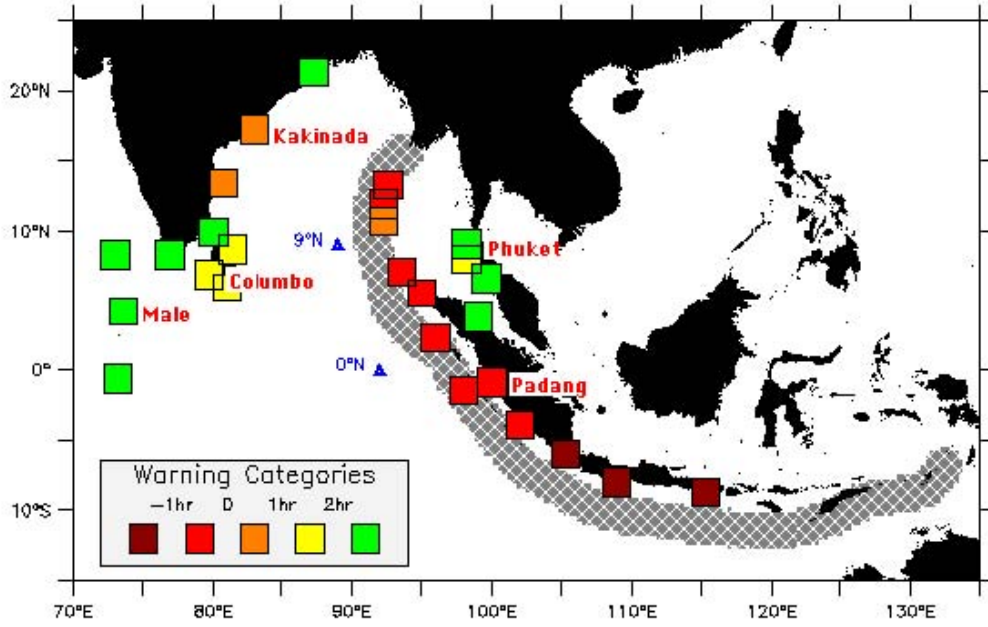 20°N
10°N
0°
10°S
Kakinada
9°N
Phuket
Columbo
Male
0°N
Padang
Warning Categories
-1hr 0 1hr 2hr
70°E 80°E 90°E 100°E 110°E 120°E 130°E